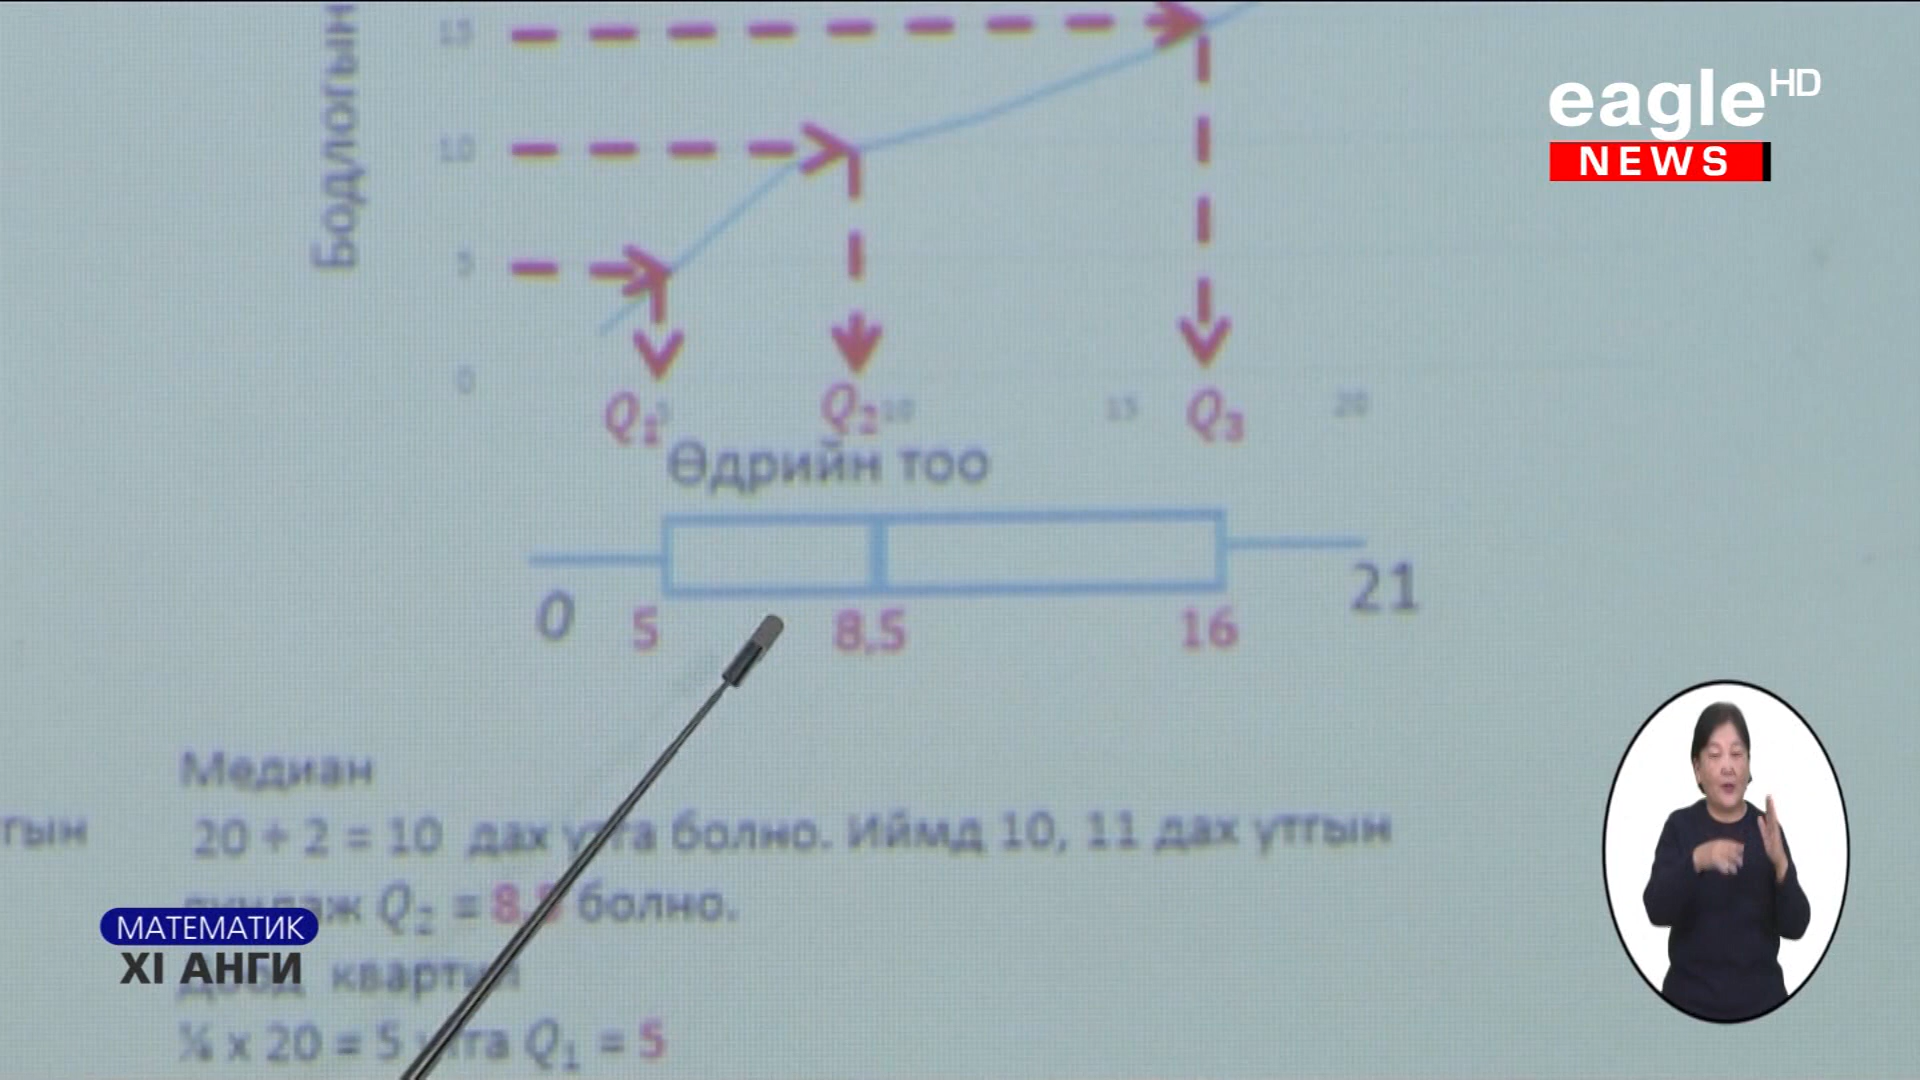 15
eagle HD
NEWS
Бодлогын
10
5
0
Q₁ 5 Q₂ 10 15 Q₃ 20
Өдрийн тоо
0 5 8,5 16 21
Медиан
20 ÷ 2 = 10 дах утга болно. Иймд 10, 11 дах утгын
Q₂ = 8,5 болно.
МАТЕМАТИК
XI АНГИ
квартил
¼ x 20 = 5 утга Q₁ = 5